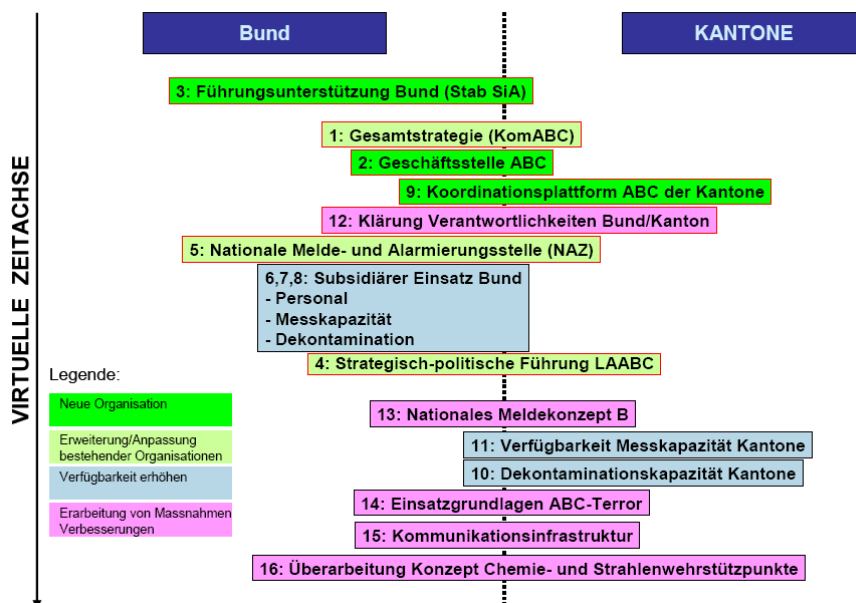 Bund
KANTONE
VIRTUELLE ZEITACHSE
3: Führungsunterstützung Bund (Stab SiA)
1: Gesamtstrategie (KomABC)
2: Geschäftsstelle ABC
9: Koordinationsplattform ABC der Kantone
12: Klärung Verantwortlichkeiten Bund/Kanton
5: Nationale Melde- und Alarmierungsstelle (NAZ)
6,7,8: Subsidiärer Einsatz Bund
- Personal
- Messkapazität
- Dekontamination
4: Strategisch-politische Führung LAABC
Legende:
Neue Organisation
Erweiterung/Anpassung
bestehender Organisationen
Verfügbarkeit erhöhen
Erarbeitung von Massnahmen
Verbesserungen
13: Nationales Meldekonzept B
11: Verfügbarkeit Messkapazität Kantone
10: Dekontaminationskapazität Kantone
14: Einsatzgrundlagen ABC-Terror
15: Kommunikationsinfrastruktur
16: Überarbeitung Konzept Chemie- und Strahlenwehrstützpunkte